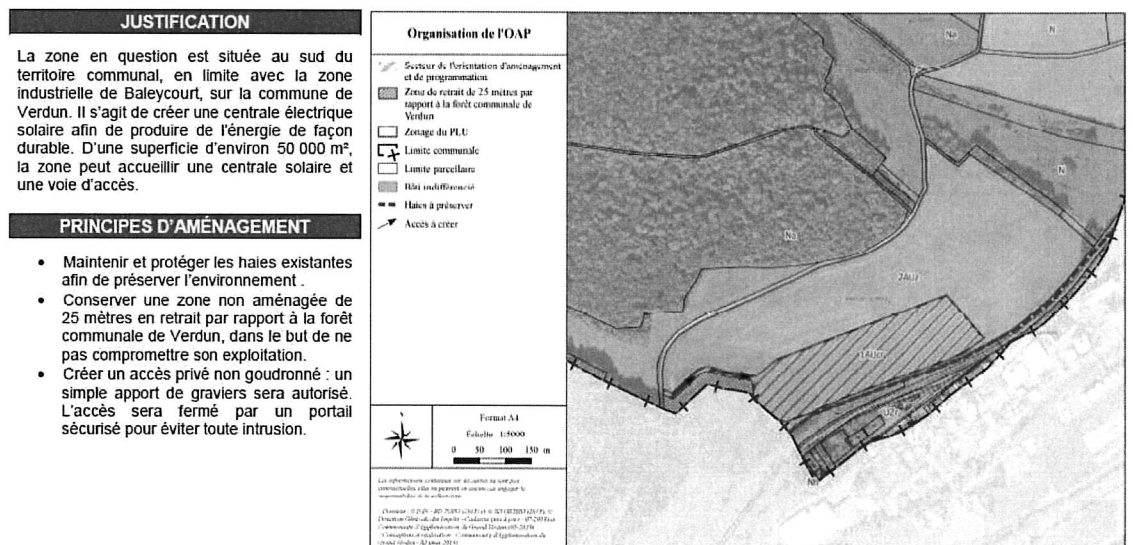 JUSTIFICATION
La zone en question est située au sud du
territoire communal, en limite avec la zone
industrielle de Baleycourt, sur la commune de
Verdun. Il s'agit de créer une centrale électrique
solaire afin de produire de l'énergie de façon
durable. D'une superficie d'environ 50 000 m²,
la zone peut accueillir une centrale solaire et
une voie d'accès.
PRINCIPES D'AMÉNAGEMENT
• Maintenir et protéger les haies existantes
afin de préserver l'environnement .
• Conserver une zone non aménagée de
25 mètres en retrait par rapport à la forêt
communale de Verdun, dans le but de ne
pas compromettre son exploitation.
• Créer un accès privé non goudronné : un
simple apport de graviers sera autorisé.
L'accès sera fermé par un portail
sécurisé pour éviter toute intrusion.
Organisation de l'OAP
Secteur de l'orientation d'aménagement
et de programmation
Zone de retrait de 25 mètres par
rapport à la forêt communale de
Verdun
Zonage du PLU
Limite communale
Limite parcellaire
Bâti indifférencié
Haies à préserver
Accès à créer
Format A4
Échelle 1:5000
0 50 100 150 m
Na
N
N
Na
2AUz